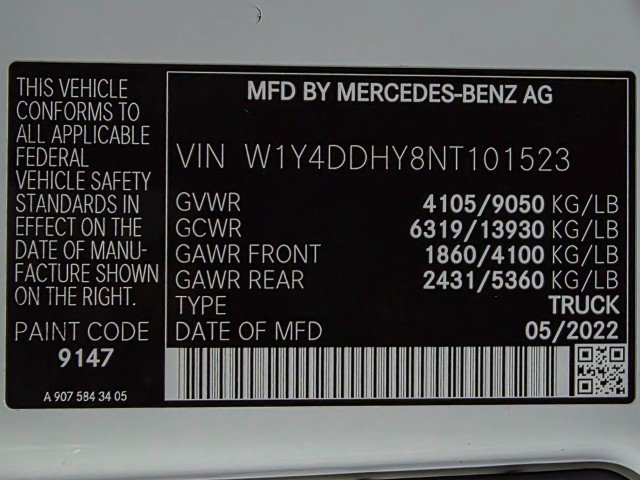 THIS VEHICLE
CONFORMS TO
ALL APPLICABLE
FEDERAL
VEHICLE SAFETY
STANDARDS IN
EFFECT ON THE
DATE OF MANU-
FACTURE SHOWN
ON THE RIGHT.
PAINT CODE
9147
A 907 584 34 05
MFD BY MERCEDES-BENZ AG
VIN W1Y4DDHY8NT101523
GVWR 4105/9050 KG/LB
GCWR 6319/13930 KG/LB
GAWR FRONT 1860/4100 KG/LB
GAWR REAR 2431/5360 KG/LB
TYPE TRUCK
DATE OF MFD 05/2022